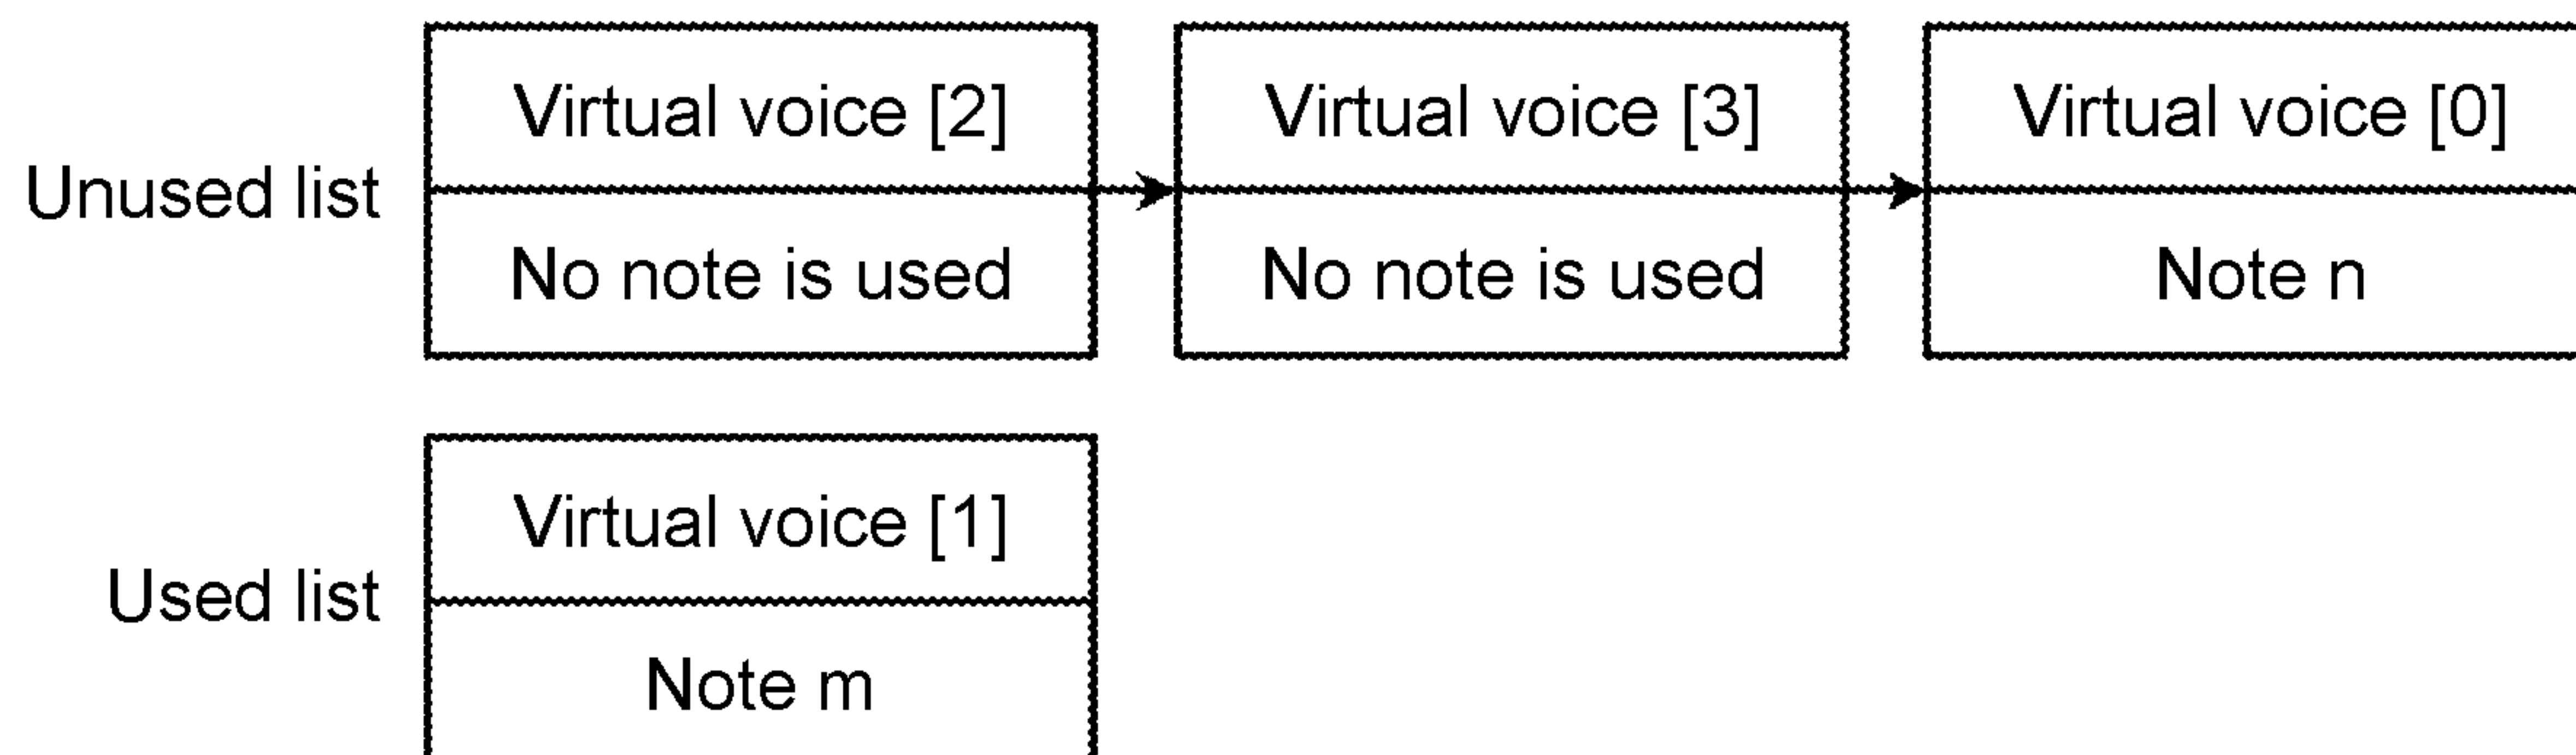 Unused list
Virtual voice [2]
No note is used
Virtual voice [3]
No note is used
Virtual voice [0]
Note n
Used list
Virtual voice [1]
Note m